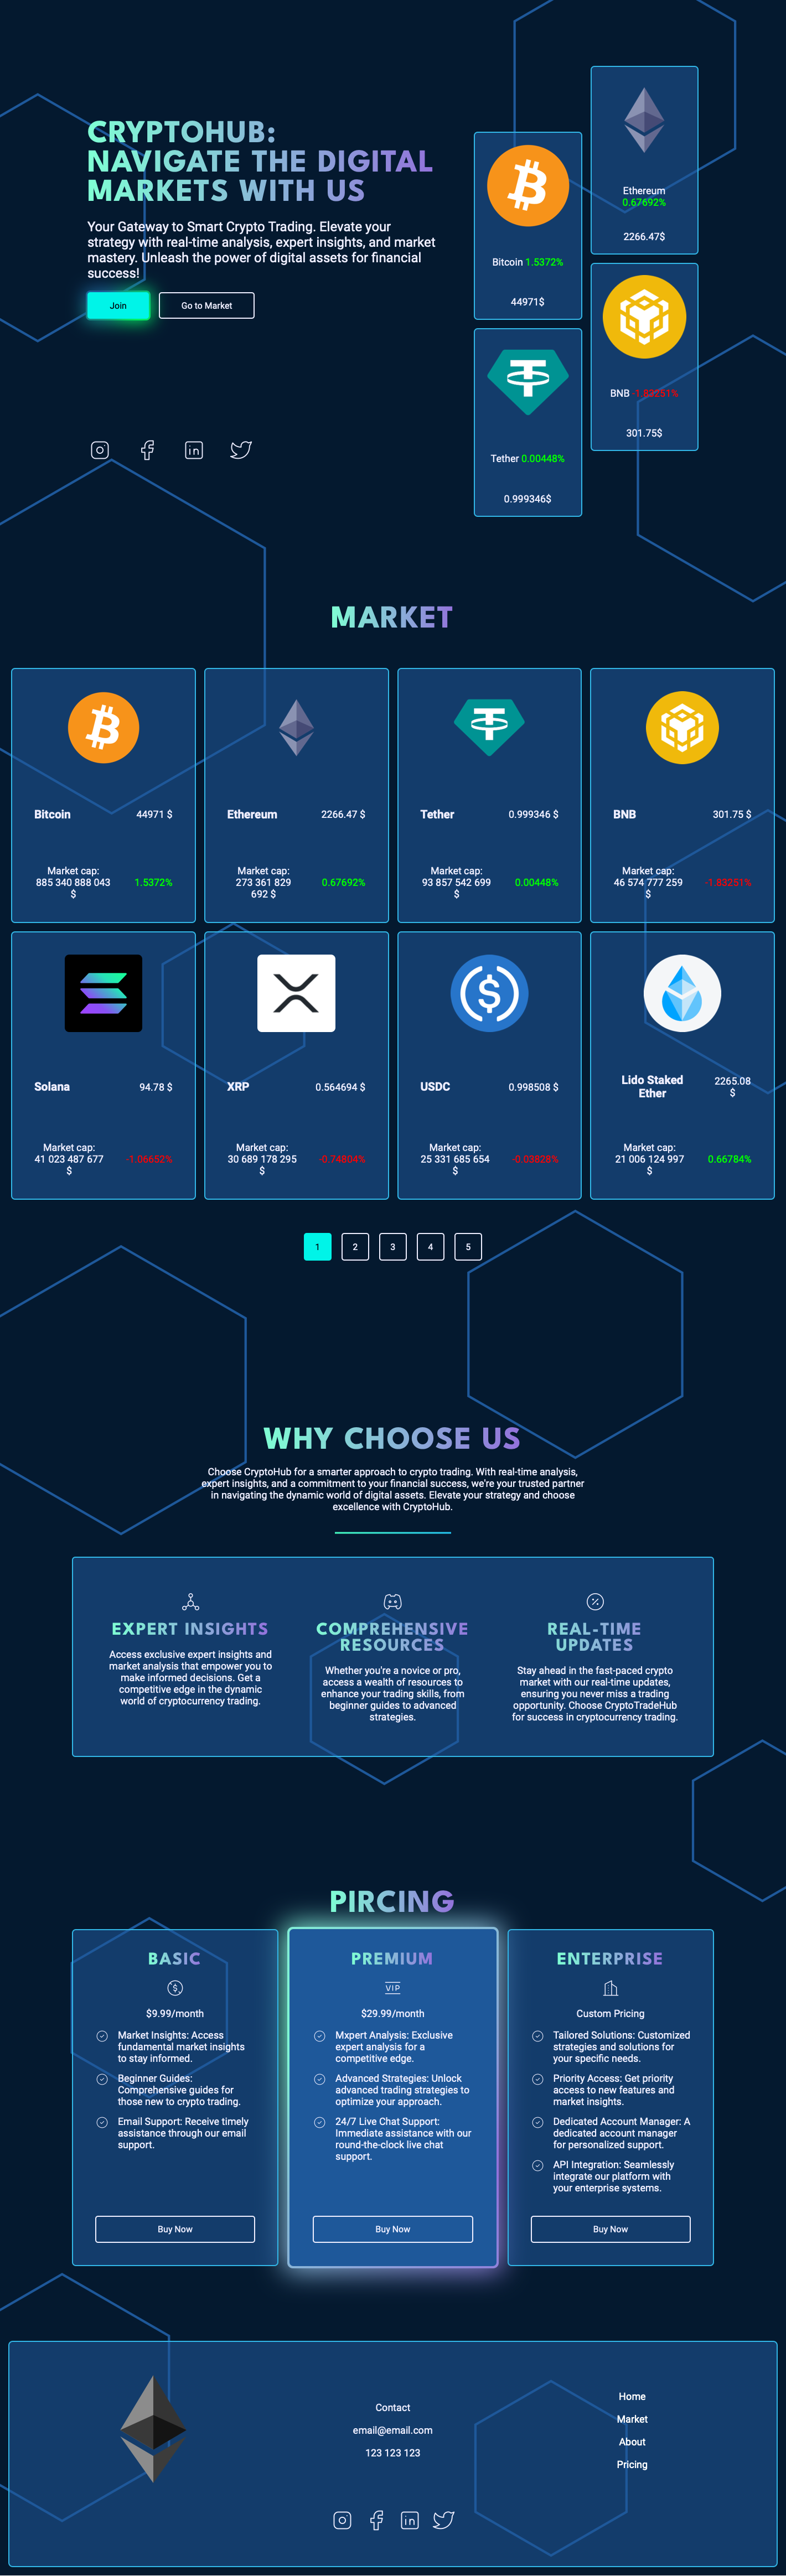 CRYPTOHUB:
NAVIGATE THE DIGITAL
MARKETS WITH US
Your Gateway to Smart Crypto Trading. Elevate your
strategy with real-time analysis, expert insights, and market
mastery. Unleash the power of digital assets for financial
success!
Join
Go to Market
Bitcoin 1.5372%
44971$
Tether 0.00448%
0.999346$
Ethereum
0.67692%
2266.47$
BNB -1.83251%
301.75$
MARKET
Bitcoin
44971 $
Market cap:
885 340 888 043
$
1.5372%
Ethereum
2266.47 $
Market cap:
273 361 829
692 $
0.67692%
Tether
0.999346 $
Market cap:
93 857 542 699
$
0.00448%
BNB
301.75 $
Market cap:
46 574 777 259
$
-1.83251%
Solana
94.78 $
Market cap:
41 023 487 677
$
-1.06652%
XRP
0.564694 $
Market cap:
30 689 178 295
$
-0.74804%
USDC
0.998508 $
Market cap:
25 331 685 654
$
-0.03828%
Lido Staked
Ether
2265.08
$
Market cap:
21 006 124 997
$
0.66784%
1
2
3
4
5
WHY CHOOSE US
Choose CryptoHub for a smarter approach to crypto trading. With real-time analysis,
expert insights, and a commitment to your financial success, we're your trusted partner
in navigating the dynamic world of digital assets. Elevate your strategy and choose
excellence with CryptoHub.
EXPERT INSIGHTS
Access exclusive expert insights and
market analysis that empower you to
make informed decisions. Get a
competitive edge in the dynamic
world of cryptocurrency trading.
COMPREHENSIVE
RESOURCES
Whether you're a novice or pro,
access a wealth of resources to
enhance your trading skills, from
beginner guides to advanced
strategies.
REAL-TIME
UPDATES
Stay ahead in the fast-paced crypto
market with our real-time updates,
ensuring you never miss a trading
opportunity. Choose CryptoTradeHub
for success in cryptocurrency trading.
PIRCING
BASIC
$9.99/month
Market Insights: Access
fundamental market insights
to stay informed.
Beginner Guides:
Comprehensive guides for
those new to crypto trading.
Email Support: Receive timely
assistance through our email
support.
Buy Now
PREMIUM
VIP
$29.99/month
Mxpert Analysis: Exclusive
expert analysis for a
competitive edge.
Advanced Strategies: Unlock
advanced trading strategies to
optimize your approach.
24/7 Live Chat Support:
Immediate assistance with our
round-the-clock live chat
support.
Buy Now
ENTERPRISE
Custom Pricing
Tailored Solutions: Customized
strategies and solutions for
your specific needs.
Priority Access: Get priority
access to new features and
market insights.
Dedicated Account Manager: A
dedicated account manager
for personalized support.
API Integration: Seamlessly
integrate our platform with
your enterprise systems.
Buy Now
Contact
email@email.com
123 123 123
Home
Market
About
Pricing